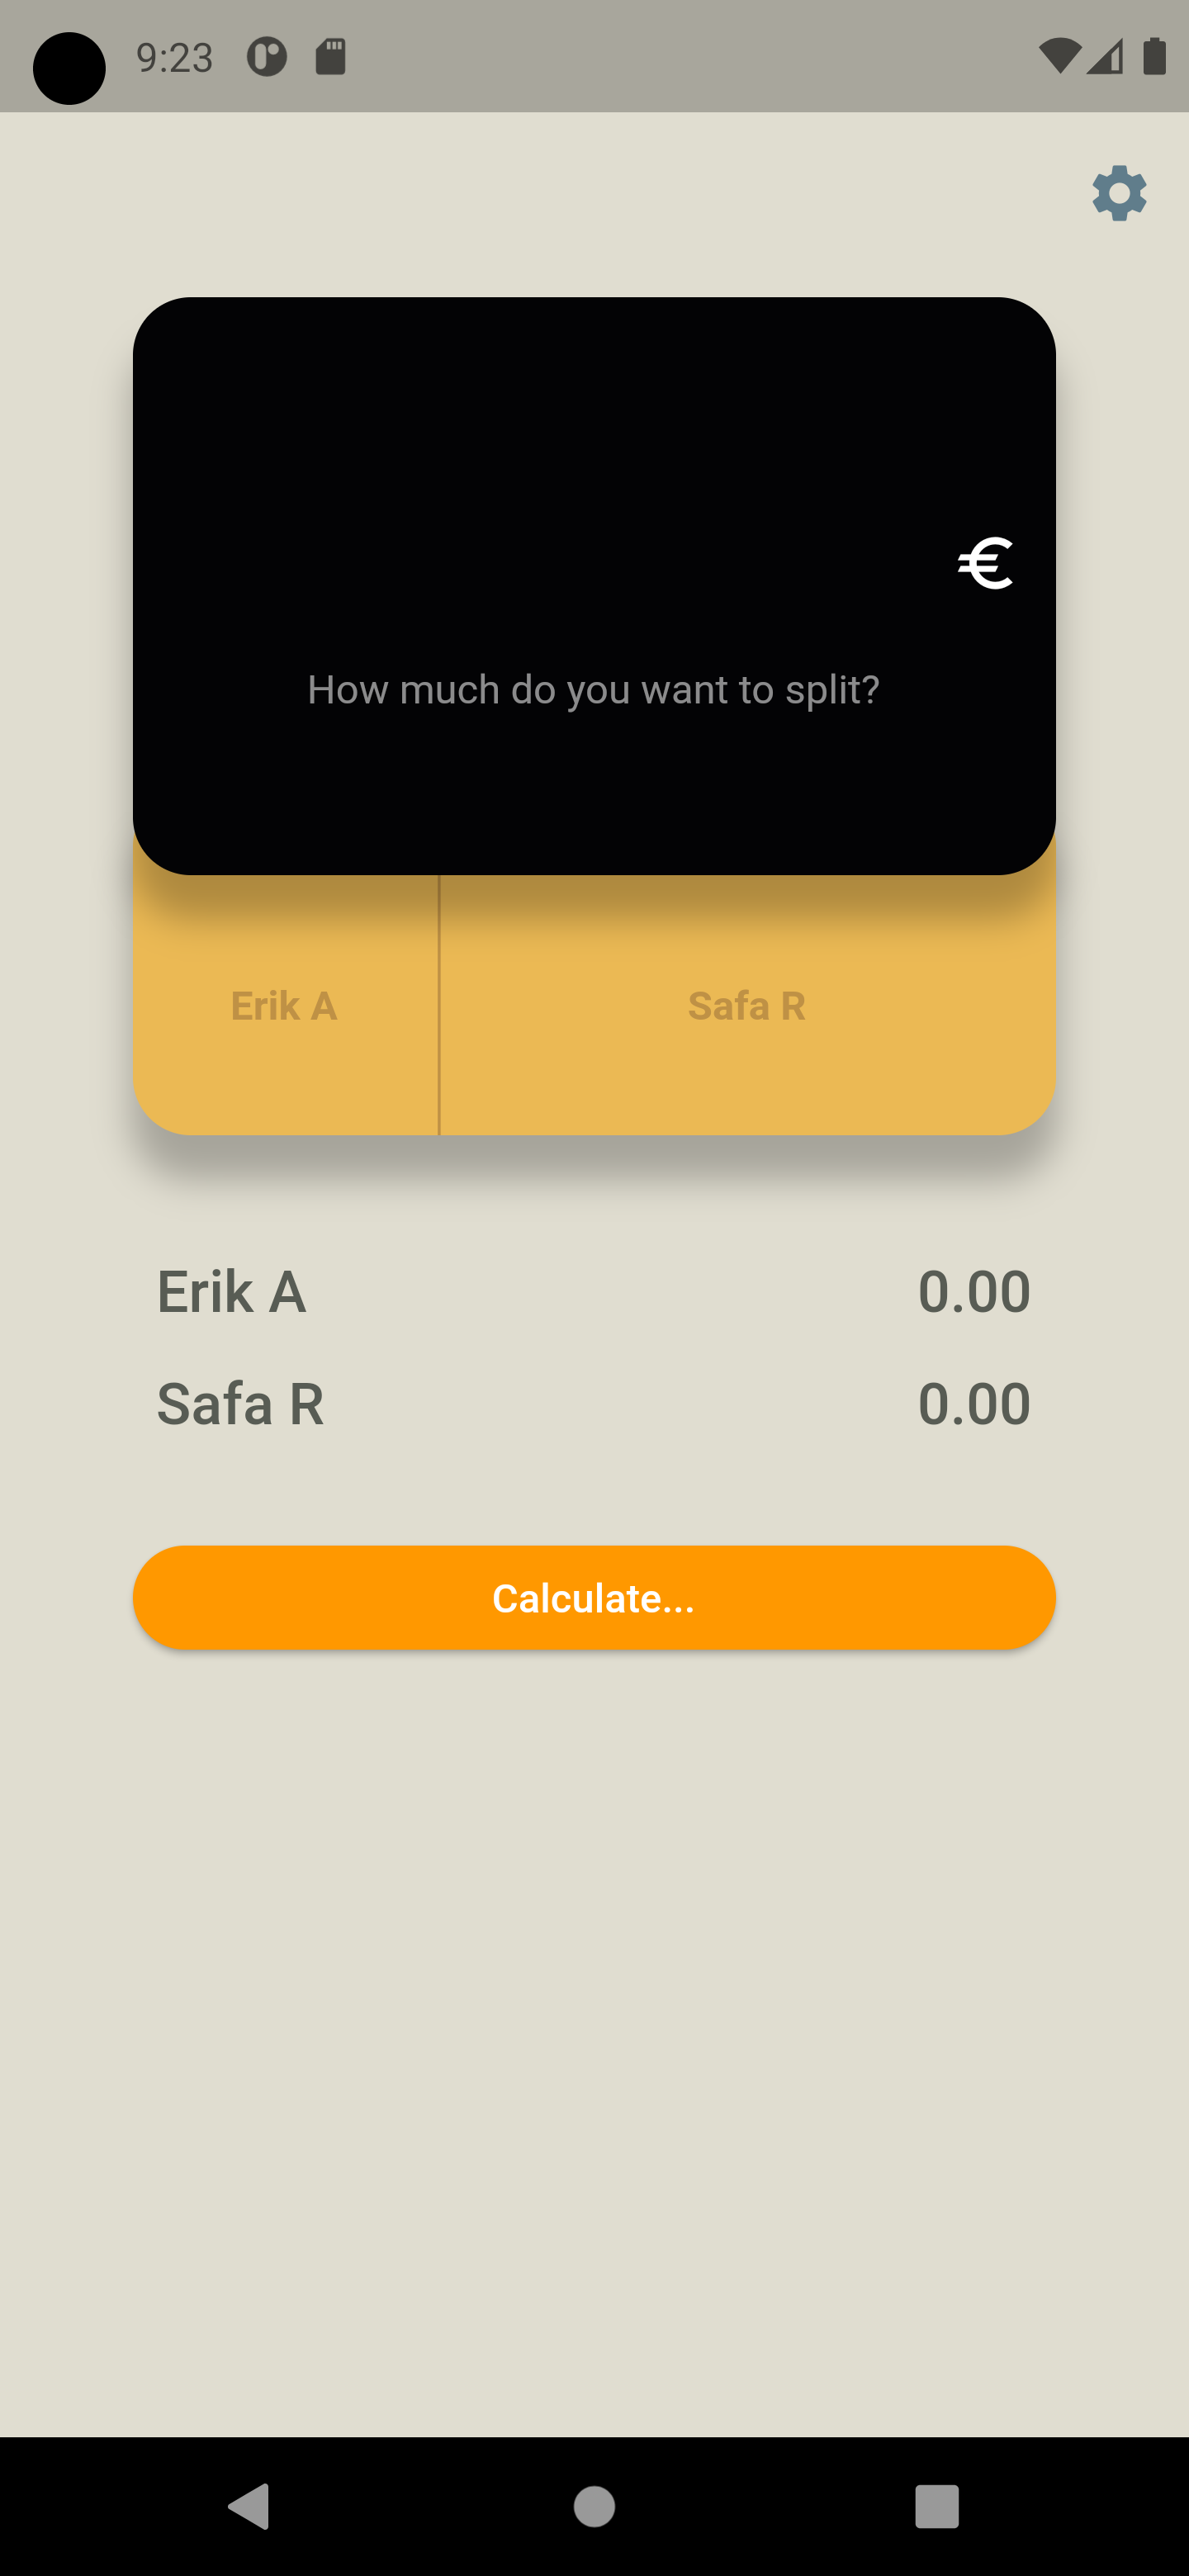 9:23
€
How much do you want to split?
Erik A Safa R
Erik A 0.00
Safa R 0.00
Calculate...